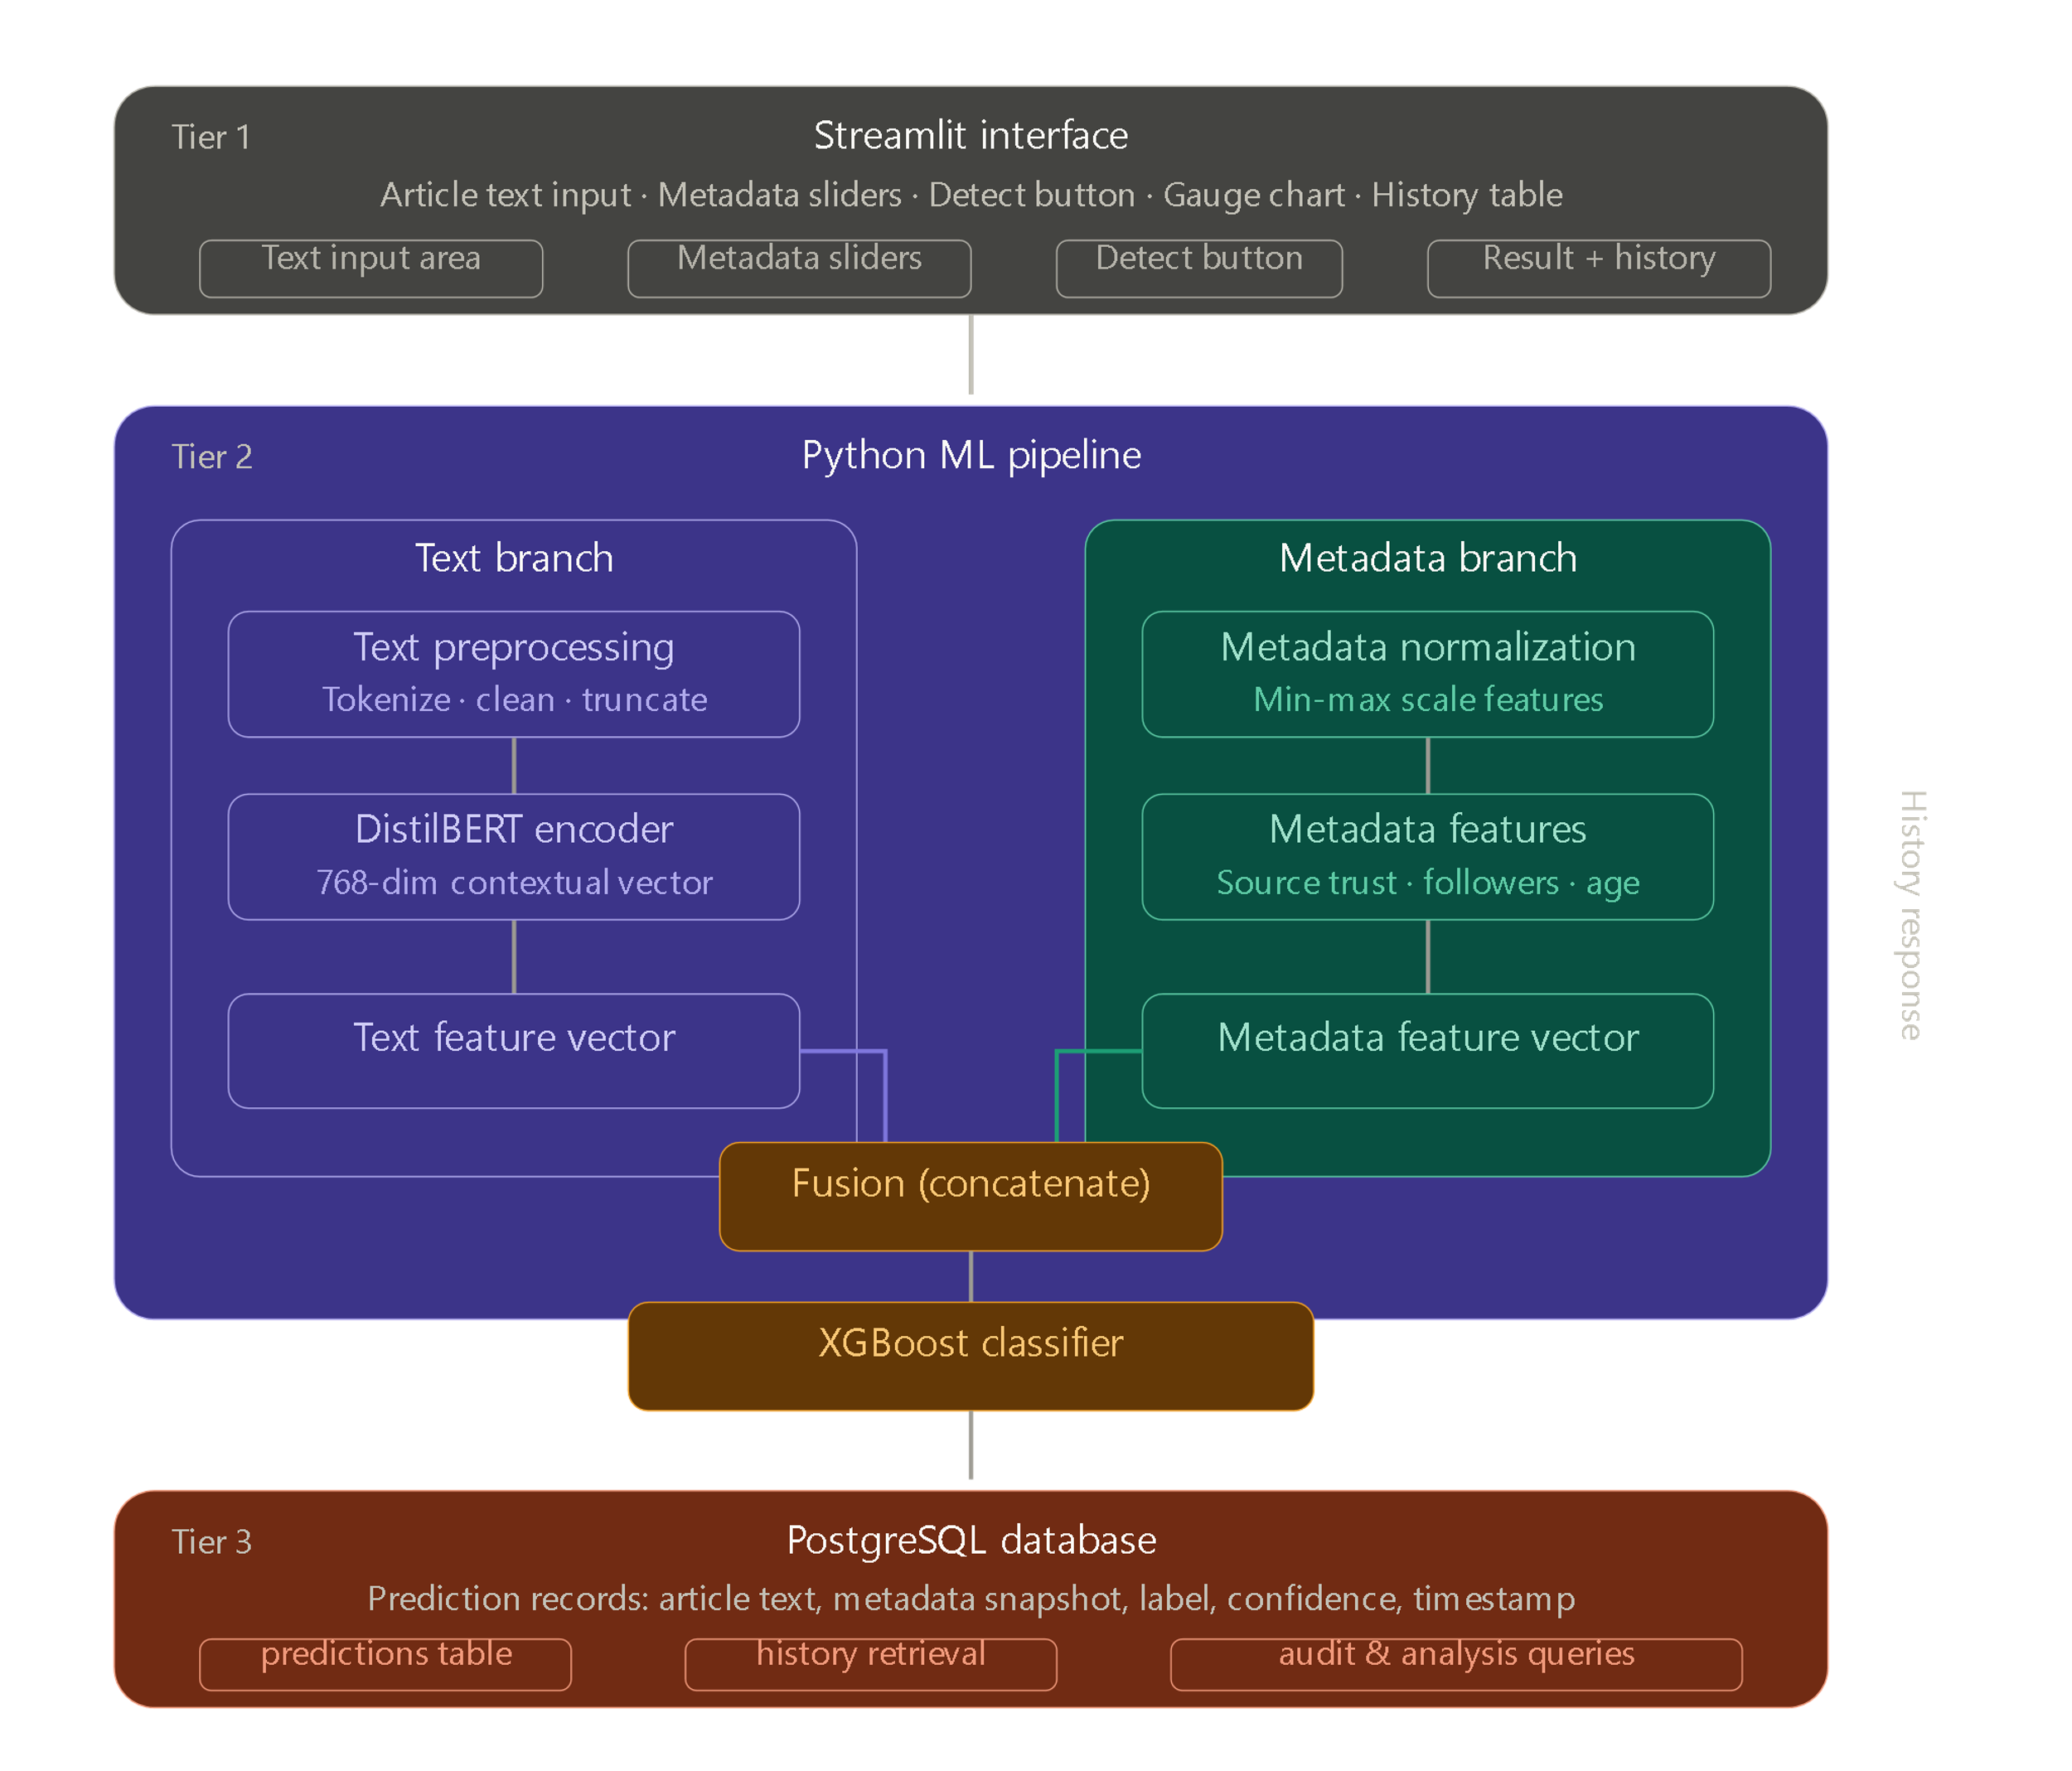 Tier 1
Streamlit interface
Article text input · Metadata sliders · Detect button · Gauge chart · History table
Text input area
Metadata sliders
Detect button
Result + history
Tier 2
Python ML pipeline
Text branch
Text preprocessing
Tokenize · clean · truncate
DistilBERT encoder
768-dim contextual vector
Text feature vector
Metadata branch
Metadata normalization
Min-max scale features
Metadata features
Source trust · followers · age
Metadata feature vector
Fusion (concatenate)
XGBoost classifier
History response
Tier 3
PostgreSQL database
Prediction records: article text, metadata snapshot, label, confidence, timestamp
predictions table
history retrieval
audit & analysis queries